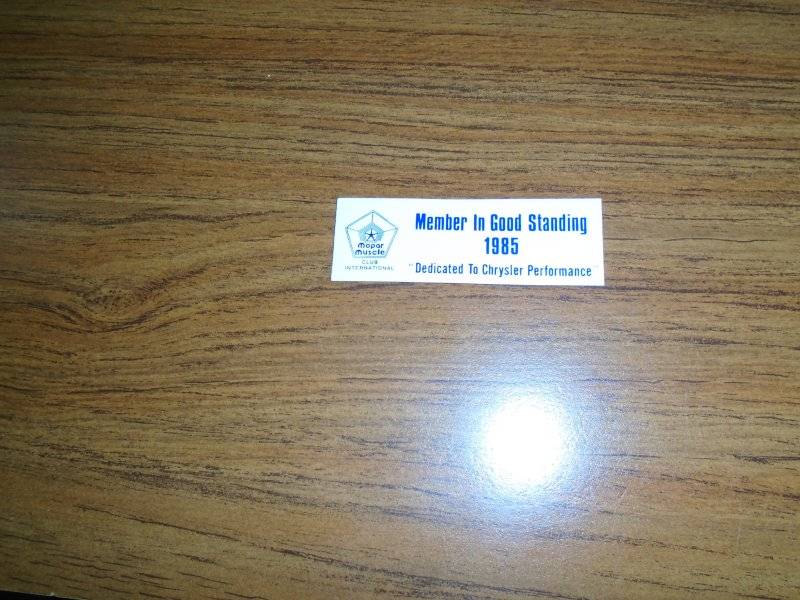 Mopar
Muscle
CLUB
INTERNATIONAL
Member In Good Standing
1985
"Dedicated To Chrysler Performance"